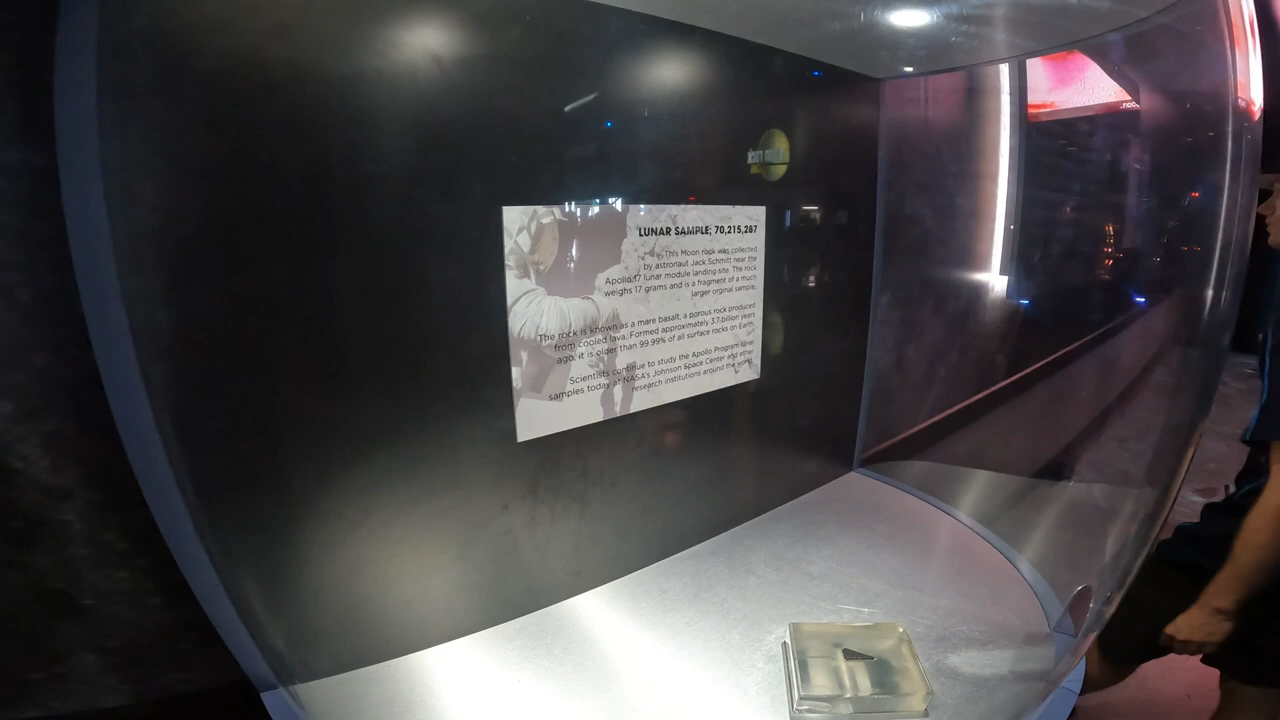 LUNAR SAMPLE; 70,215,287
This Moon rock was collected
by astronaut Jack Schmitt near the
Apollo 17 lunar module landing site. The rock
weighs 17 grams and is a fragment of a much
larger orginal sample.
The rock is known as a mare basalt, a porous rock produced
from cooled lava. Formed approximately 3.7-billion years
ago, it is older than 99.99% of all surface rocks on Earth.
Scientists continue to study the Apollo Program lunar
samples today at NASA's Johnson Space Center and other
research institutions around the world.